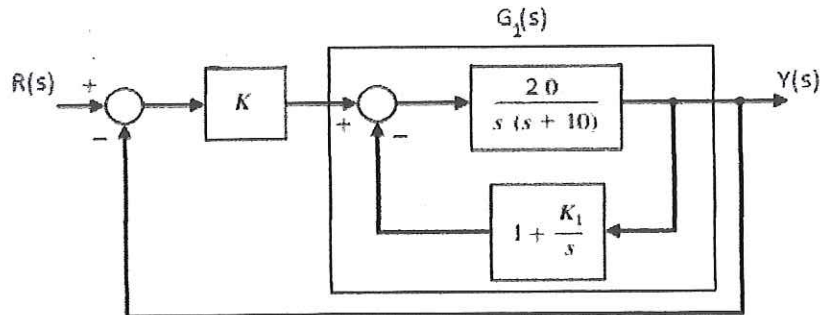 G₁(s)
R(s)
+
−
K
+
−
20
s (s + 10)
Y(s)
1 + K₁
s